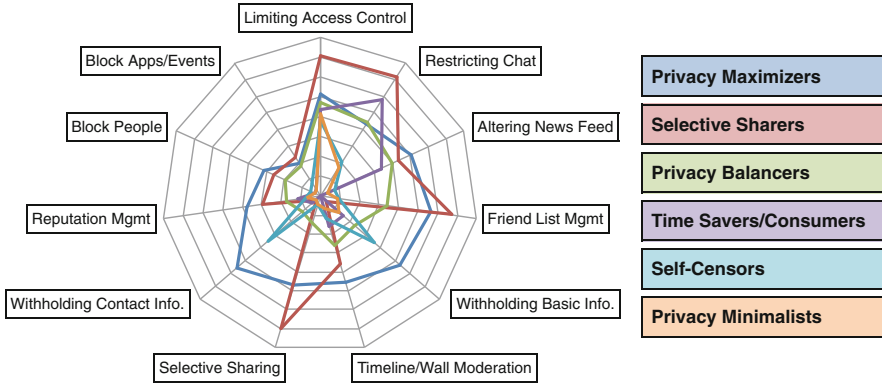 Limiting Access Control
Block Apps/Events
Restricting Chat
Block People
Altering News Feed
Reputation Mgmt
Friend List Mgmt
Withholding Contact Info.
Withholding Basic Info.
Selective Sharing
Timeline/Wall Moderation
Privacy Maximizers
Selective Sharers
Privacy Balancers
Time Savers/Consumers
Self-Censors
Privacy Minimalists